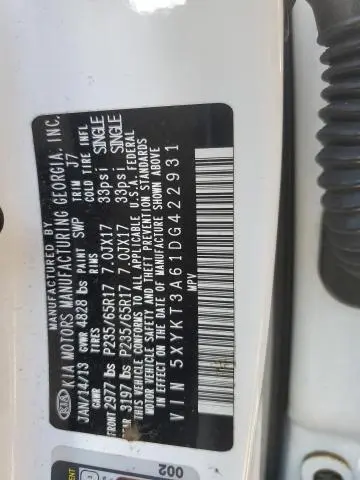 MANUFACTURED BY
KIA KIA MOTORS MANUFACTURING GEORGIA, INC.
JAN/14/13 GVWR 4828 lbs PAINT SWP TRIM J7
GAWR TIRES RIMS COLD TIRE INFL
FRONT 2977 lbs P235/65R17 7.0JX17 33psi SINGLE
REAR 3197 lbs P235/65R17 7.0JX17 33psi SINGLE
THIS VEHICLE CONFORMS TO ALL APPLICABLE U.S.A. FEDERAL
MOTOR VEHICLE SAFETY AND THEFT PREVENTION STANDARDS
IN EFFECT ON THE DATE OF MANUFACTURE SHOWN ABOVE.
VIN 5XYKT3A61DG422931
MPV
002